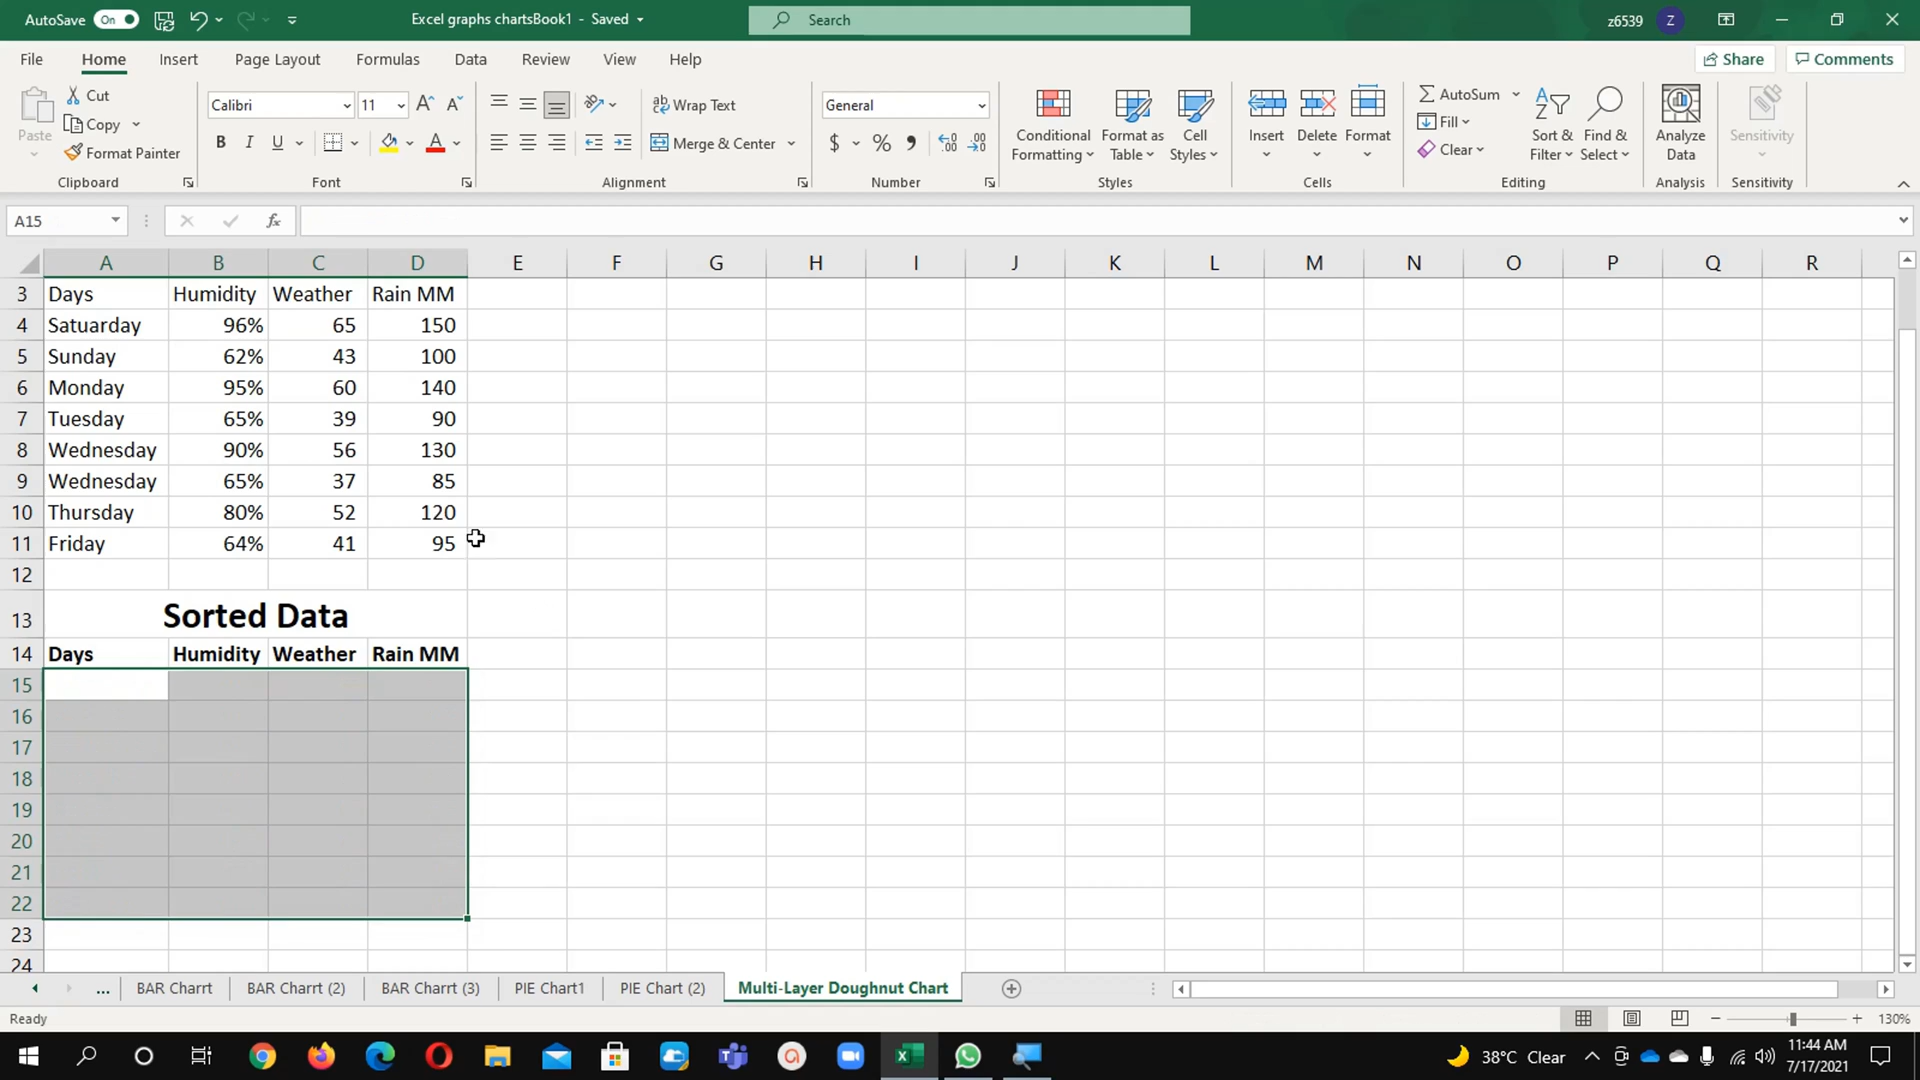 AutoSave On
Excel graphs chartsBook1 - Saved
Search
z6539
Z
File Home Insert Page Layout Formulas Data Review View Help
Share
Comments
Paste
Cut
Copy
Format Painter
Clipboard
Calibri
11
B I U
Font
Wrap Text
Merge & Center
Alignment
General
$ %
Number
Conditional Formatting
Format as Table
Cell Styles
Styles
Insert
Delete
Format
Cells
AutoSum
Fill
Clear
Sort & Filter
Find & Select
Editing
Analyze Data
Analysis
Sensitivity
Sensitivity
A15
fx
A B C D E F G H I J K L M N O P Q R
3 Days Humidity Weather Rain MM
4 Satuarday 96% 65 150
5 Sunday 62% 43 100
6 Monday 95% 60 140
7 Tuesday 65% 39 90
8 Wednesday 90% 56 130
9 Wednesday 65% 37 85
10 Thursday 80% 52 120
11 Friday 64% 41 95
12
13 Sorted Data
14 Days Humidity Weather Rain MM
15
16
17
18
19
20
21
22
23
24
... BAR Charrt BAR Charrt (2) BAR Charrt (3) PIE Chart1 PIE Chart (2) Multi-Layer Doughnut Chart
Ready
130%
38°C Clear
11:44 AM
7/17/2021